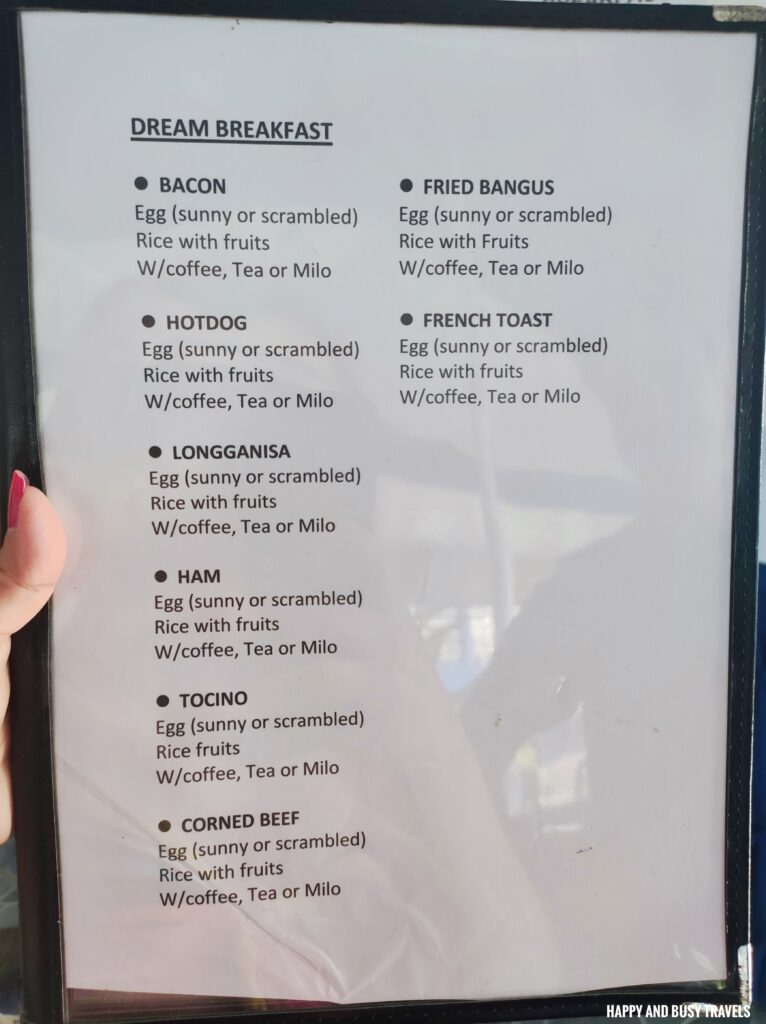 DREAM BREAKFAST
● BACON
Egg (sunny or scrambled)
Rice with fruits
W/coffee, Tea or Milo
● HOTDOG
Egg (sunny or scrambled)
Rice with fruits
W/coffee, Tea or Milo
● LONGGANISA
Egg (sunny or scrambled)
Rice with fruits
W/coffee, Tea or Milo
● HAM
Egg (sunny or scrambled)
Rice with fruits
W/coffee, Tea or Milo
● TOCINO
Egg (sunny or scrambled)
Rice fruits
W/coffee, Tea or Milo
● CORNED BEEF
Egg (sunny or scrambled)
Rice with fruits
W/coffee, Tea or Milo
● FRIED BANGUS
Egg (sunny or scrambled)
Rice with Fruits
W/coffee, Tea or Milo
● FRENCH TOAST
Egg (sunny or scrambled)
Rice with fruits
W/coffee, Tea or Milo
HAPPY AND BUSY TRAVELS